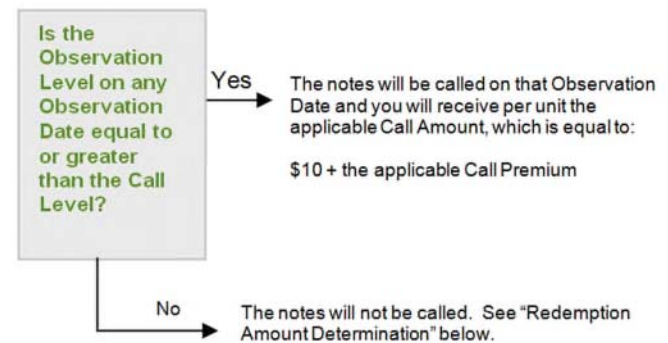 Is the
Observation
Level on any
Observation
Date equal to
or greater
than the Call
Level?
Yes
The notes will be called on that Observation
Date and you will receive per unit the
applicable Call Amount, which is equal to:
$10 + the applicable Call Premium
No
The notes will not be called. See "Redemption
Amount Determination" below.